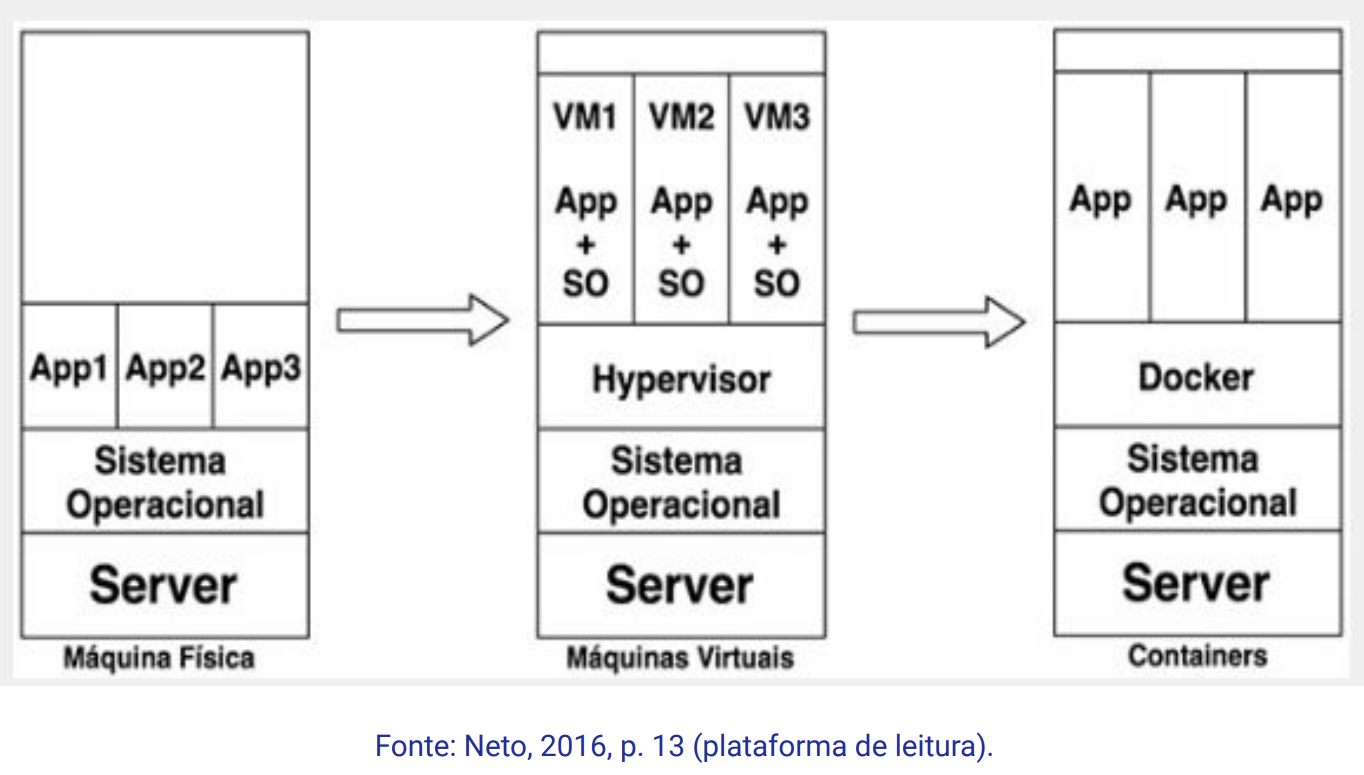 App1 App2 App3
Sistema
Operacional
Server
Máquina Física
VM1 VM2 VM3
App App App
+ + +
SO SO SO
Hypervisor
Sistema
Operacional
Server
Máquinas Virtuais
App App App
Docker
Sistema
Operacional
Server
Containers
Fonte: Neto, 2016, p. 13 (plataforma de leitura).